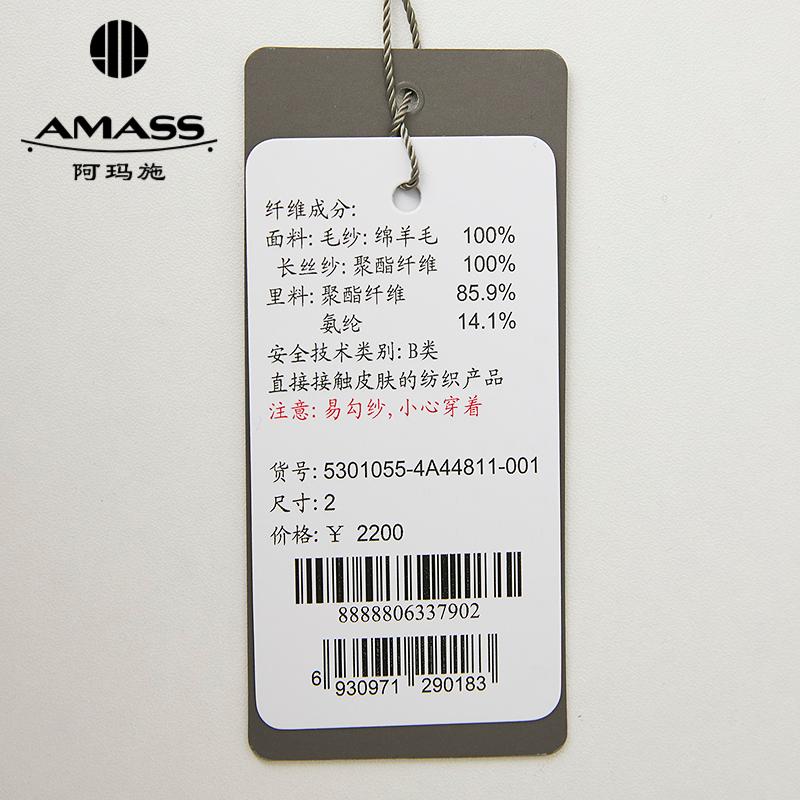 AMASS
阿玛施
纤维成分:
面料: 毛纱: 绵羊毛 100%
长丝纱: 聚酯纤维 100%
里料: 聚酯纤维 85.9%
氨纶 14.1%
安全技术类别: B类
直接接触皮肤的纺织产品
注意: 易勾纱, 小心穿着
货号: 5301055-4A44811-001
尺寸: 2
价格: ￥ 2200
8888806337902
6 930971 290183